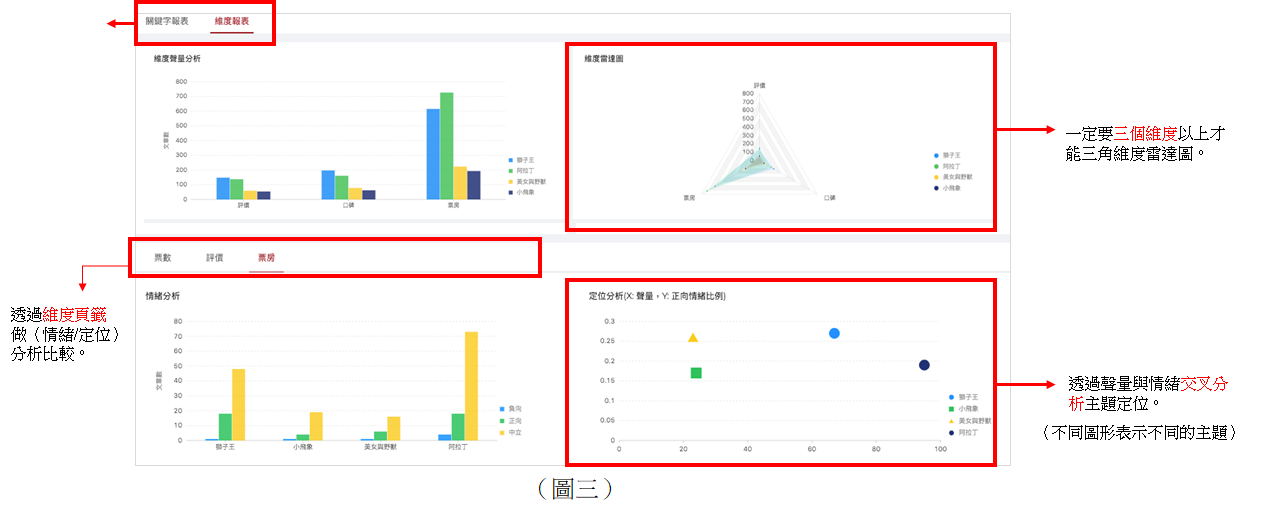 關鍵字報表 維度報表
維度聲量分析
800
700
600
500
400
300
200
100
0
文章數
評價 口碑 票房
獅子王
阿拉丁
美女與野獸
小飛象
維度雷達圖
評價
800
700
600
500
400
300
200
100
0
票房 口碑
獅子王
阿拉丁
美女與野獸
小飛象
一定要三個維度以上才
能三角維度雷達圖。
票數 評價 票房
透過維度頁籤
做（情緒/定位）
分析比較。
情緒分析
80
70
60
50
40
30
20
10
0
文章數
獅子王 小飛象 美女與野獸 阿拉丁
負向
正向
中立
定位分析(X: 聲量，Y: 正向情緒比例)
0.3
0.25
0.2
0.15
0.1
0.05
0
0 20 40 60 80 100
獅子王
小飛象
美女與野獸
阿拉丁
透過聲量與情緒交叉分
析主題定位。
（不同圖形表示不同的主題）
（圖三）